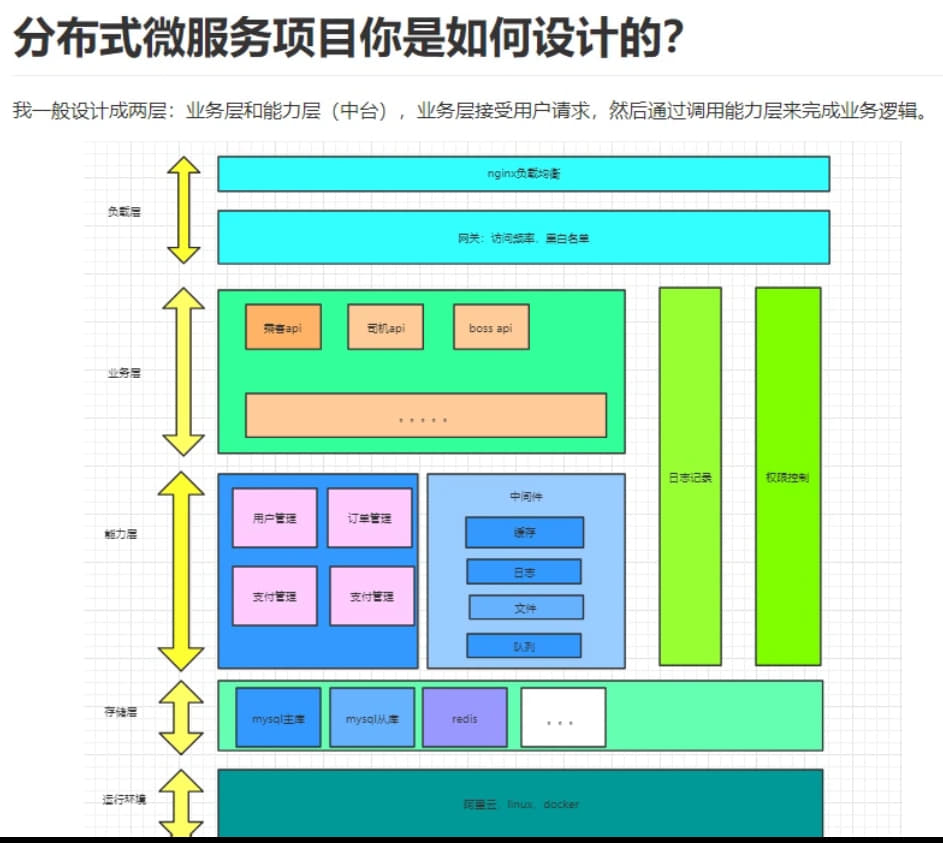 分布式微服务项目你是如何设计的?
我一般设计成两层：业务层和能力层（中台），业务层接受用户请求，然后通过调用能力层来完成业务逻辑。
nginx负载均衡
负载层
网关：访问频率、黑白名单
乘客api
司机api
boss api
业务层
。。。。。
日志记录
权限控制
中间件
用户管理
订单管理
缓存
能力层
日志
支付管理
支付管理
文件
队列
存储层
mysql主库
mysql从库
redis
。。。
运行环境
阿里云、linux、docker